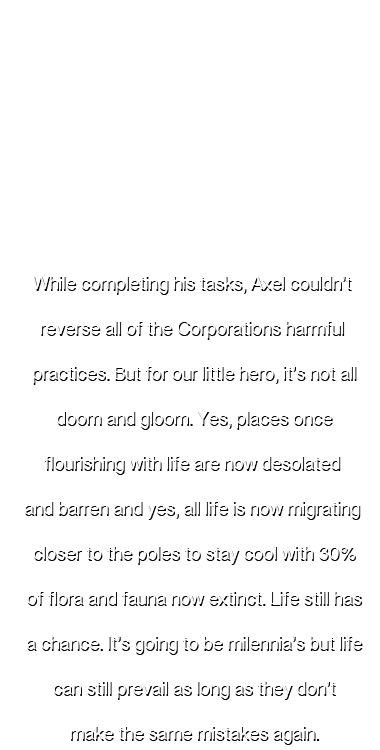 While completing his tasks, Axel couldn't
reverse all of the Corporations harmful
practices. But for our little hero, it's not all
doom and gloom. Yes, places once
flourishing with life are now desolated
and barren and yes, all life is now migrating
closer to the poles to stay cool with 30%
of flora and fauna now extinct. Life still has
a chance. It's going to be milennia's but life
can still prevail as long as they don't
make the same mistakes again.